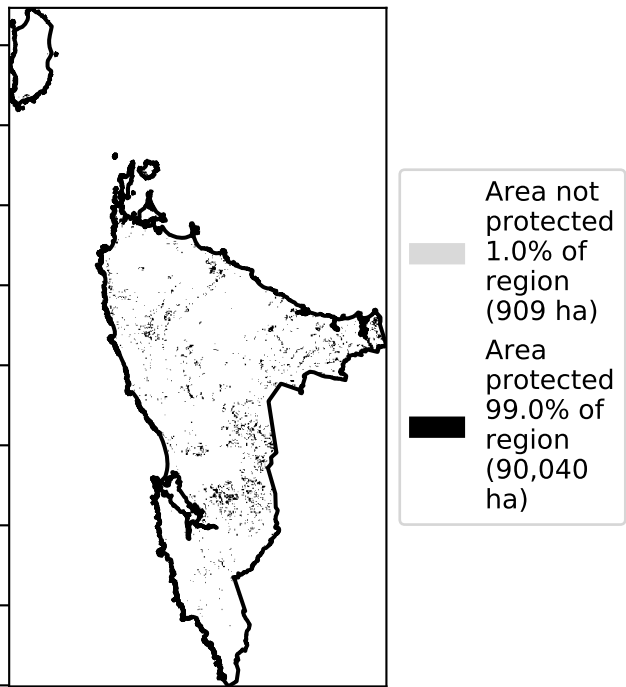 Area not
protected
1.0% of
region
(909 ha)
Area
protected
99.0% of
region
(90,040
ha)